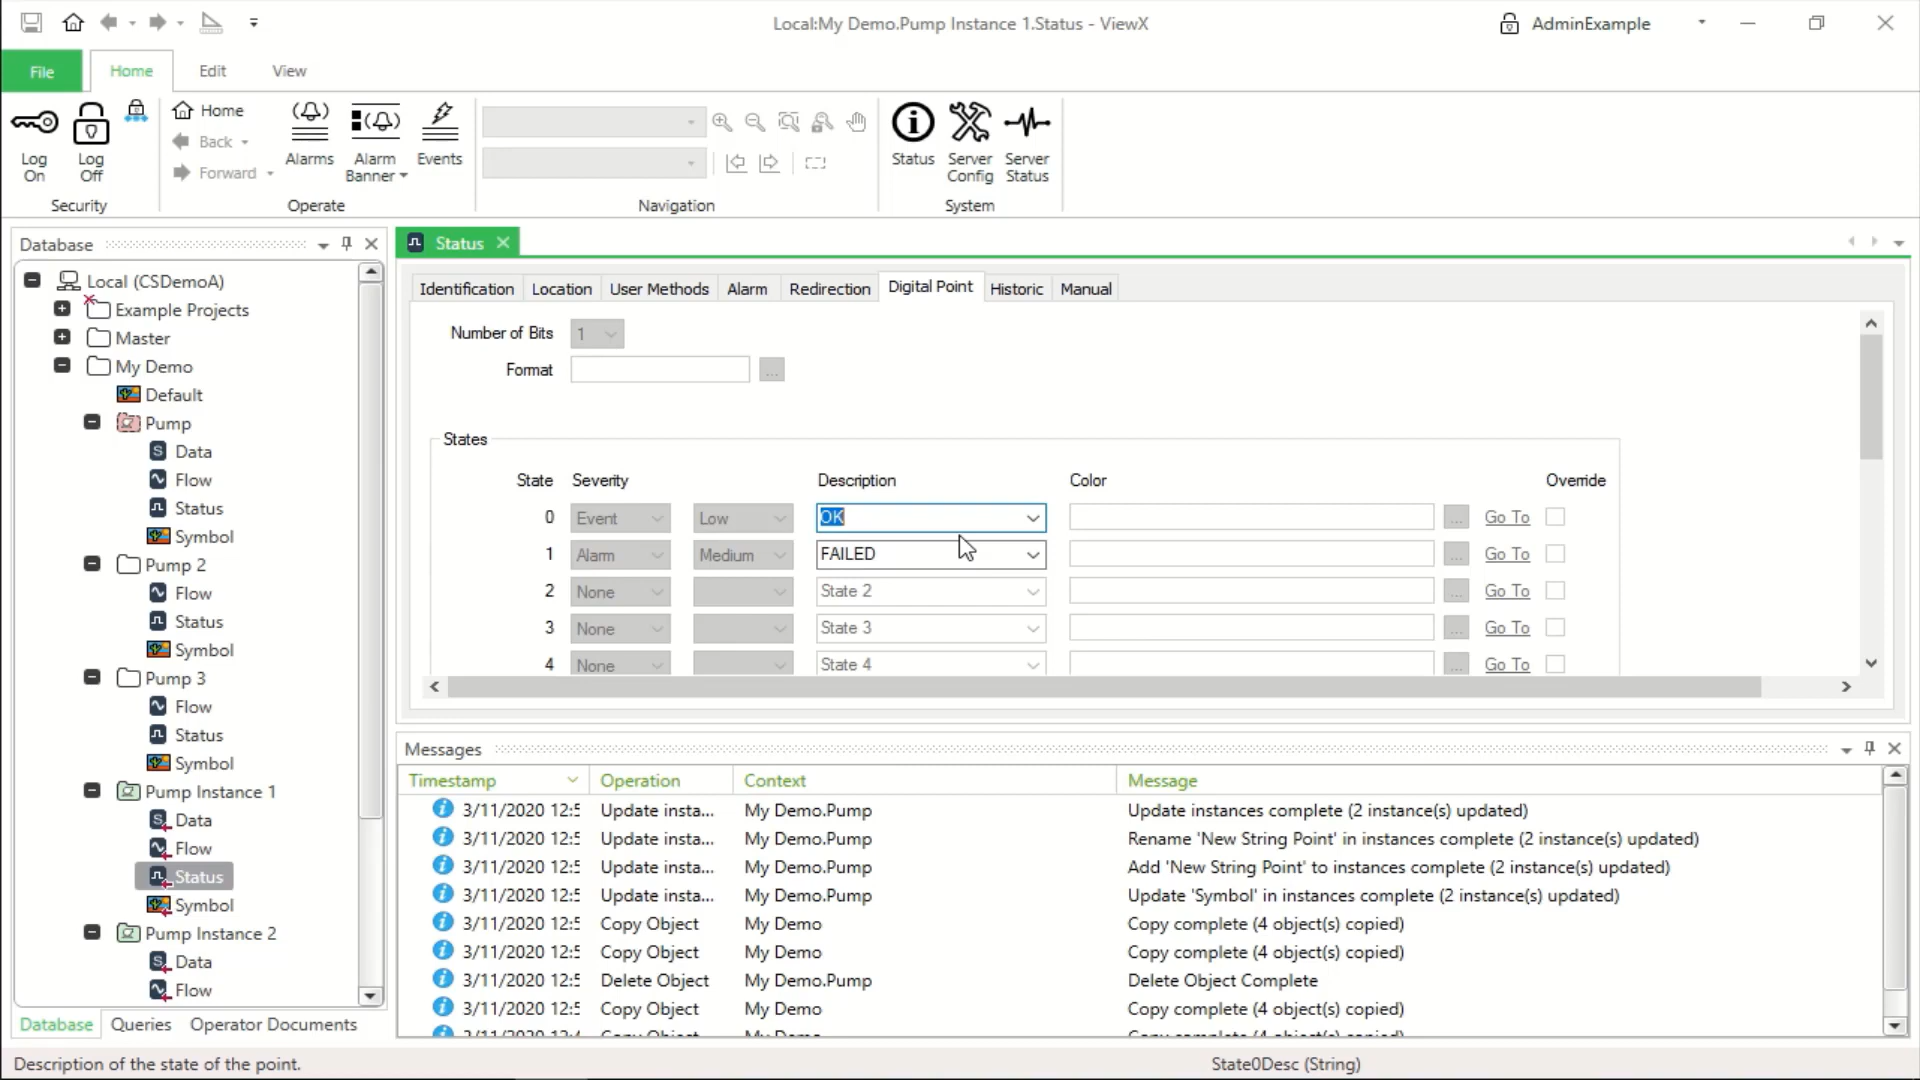 Local:My Demo.Pump Instance 1.Status - ViewX
AdminExample
File
Home
Edit
View
Log On
Log Off
Home
Back
Forward
Alarms
Alarm Banner
Events
Status
Server Config
Server Status
Security
Operate
Navigation
System
Database
Local (CSDemoA)
Example Projects
Master
My Demo
Default
Pump
Data
Flow
Status
Symbol
Pump 2
Flow
Status
Symbol
Pump 3
Flow
Status
Symbol
Pump Instance 1
Data
Flow
Status
Symbol
Pump Instance 2
Data
Flow
Database Queries Operator Documents
Status
Identification Location User Methods Alarm Redirection Digital Point Historic Manual
Number of Bits 1
Format ...
States
State Severity Description Color Override
0 Event Low OK ... Go To
1 Alarm Medium FAILED ... Go To
2 None State 2 ... Go To
3 None State 3 ... Go To
4 None State 4 ... Go To
Messages
Timestamp Operation Context Message
3/11/2020 12:5 Update insta... My Demo.Pump Update instances complete (2 instance(s) updated)
3/11/2020 12:5 Update insta... My Demo.Pump Rename 'New String Point' in instances complete (2 instance(s) updated)
3/11/2020 12:5 Update insta... My Demo.Pump Add 'New String Point' to instances complete (2 instance(s) updated)
3/11/2020 12:5 Update insta... My Demo.Pump Update 'Symbol' in instances complete (2 instance(s) updated)
3/11/2020 12:5 Copy Object My Demo Copy complete (4 object(s) copied)
3/11/2020 12:5 Copy Object My Demo Copy complete (4 object(s) copied)
3/11/2020 12:5 Delete Object My Demo.Pump Delete Object Complete
3/11/2020 12:5 Copy Object My Demo Copy complete (4 object(s) copied)
Description of the state of the point.
State0Desc (String)